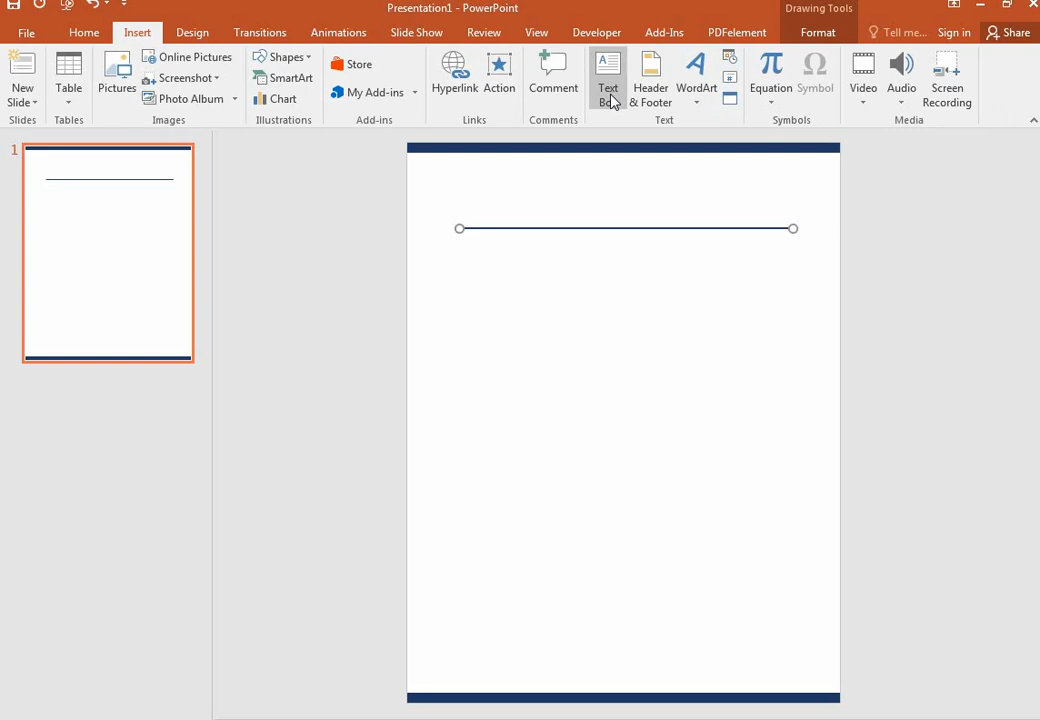 Presentation1 - PowerPoint
Drawing Tools
File
Home
Insert
Design
Transitions
Animations
Slide Show
Review
View
Developer
Add-Ins
PDFelement
Format
Tell me...
Sign in
Share
New
Slide
Table
Pictures
Online Pictures
Screenshot
Photo Album
Shapes
SmartArt
Chart
Store
My Add-ins
Hyperlink
Action
Comment
Text
Header
& Footer
WordArt
Equation
Symbol
Video
Audio
Screen
Recording
Slides
Tables
Images
Illustrations
Add-ins
Links
Comments
Text
Symbols
Media
1